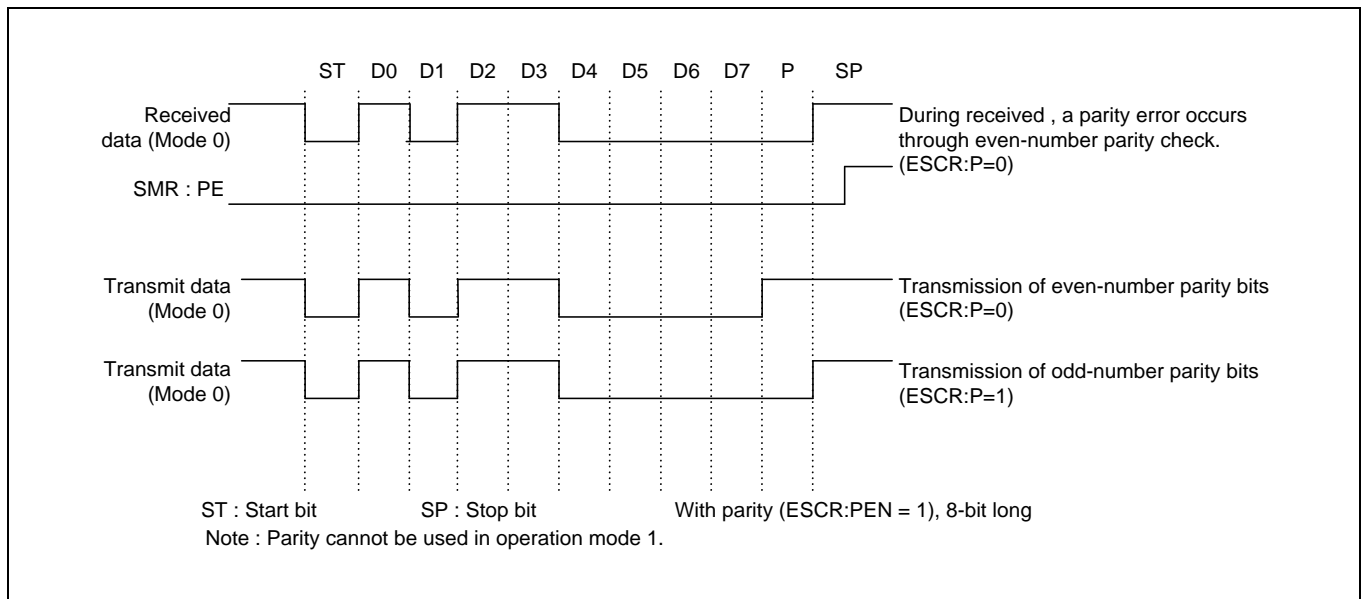 ST D0 D1 D2 D3 D4 D5 D6 D7 P SP
Received
data (Mode 0)
During received , a parity error occurs
through even-number parity check.
(ESCR:P=0)
SMR : PE
Transmit data
(Mode 0)
Transmission of even-number parity bits
(ESCR:P=0)
Transmit data
(Mode 0)
Transmission of odd-number parity bits
(ESCR:P=1)
ST : Start bit SP : Stop bit With parity (ESCR:PEN = 1), 8-bit long
Note : Parity cannot be used in operation mode 1.